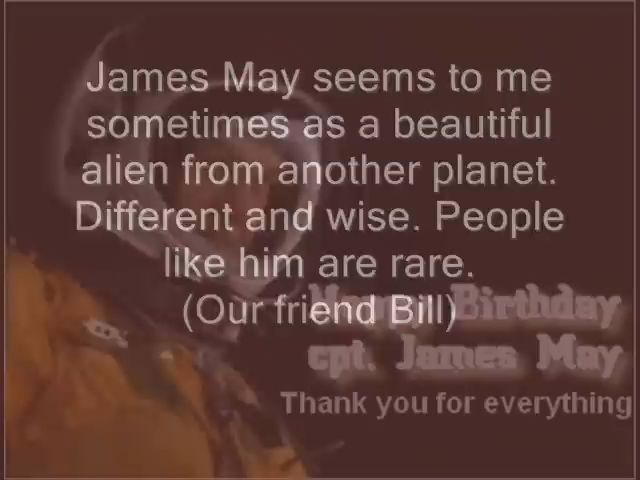 James May seems to me
sometimes as a beautiful
alien from another planet.
Different and wise. People
like him are rare.
(Our friend Bill)
Happy Birthday
cpt. James May
Thank you for everything